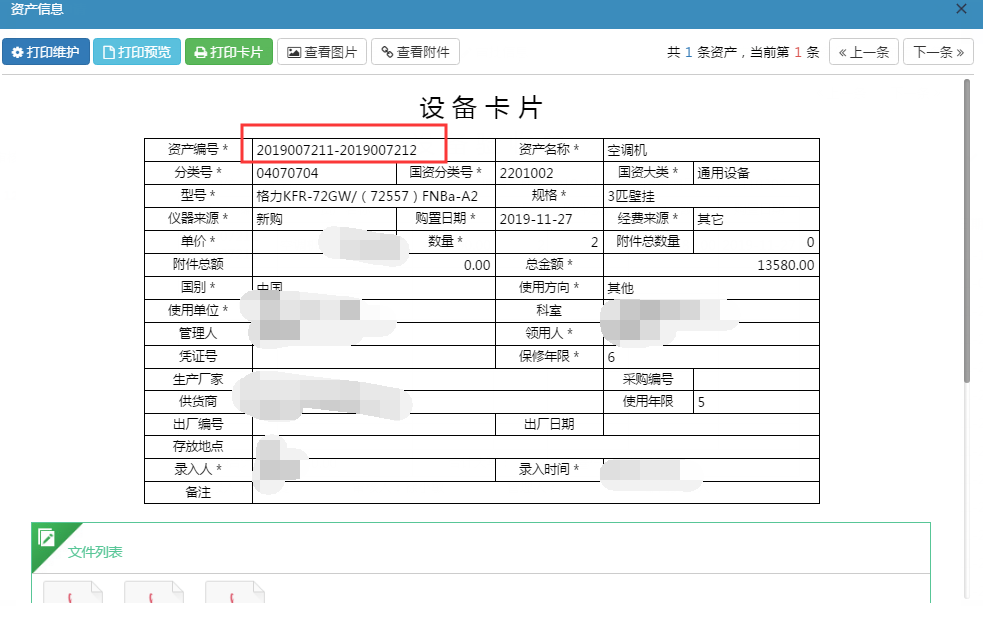 资产信息
打印维护 打印预览 打印卡片 查看图片 查看附件 共 1 条资产，当前第 1 条 «上一条 下一条»
设备卡片
资产编号* 2019007211-2019007212 资产名称* 空调机
分类号* 04070704 国资分类号* 2201002 国资大类* 通用设备
型号* 格力KFR-72GW/（72557）FNBa-A2 规格* 3匹壁挂
仪器来源* 新购 购置日期* 2019-11-27 经费来源* 其它
单价* 数量* 2 附件总数量 0
附件总额 0.00 总金额* 13580.00
国别* 中国 使用方向* 其他
使用单位* 科室
管理人 领用人*
凭证号 保修年限* 6
生产厂家 采购编号
供货商 使用年限 5
出厂编号 出厂日期
存放地点
录入人* 录入时间*
备注
文件列表